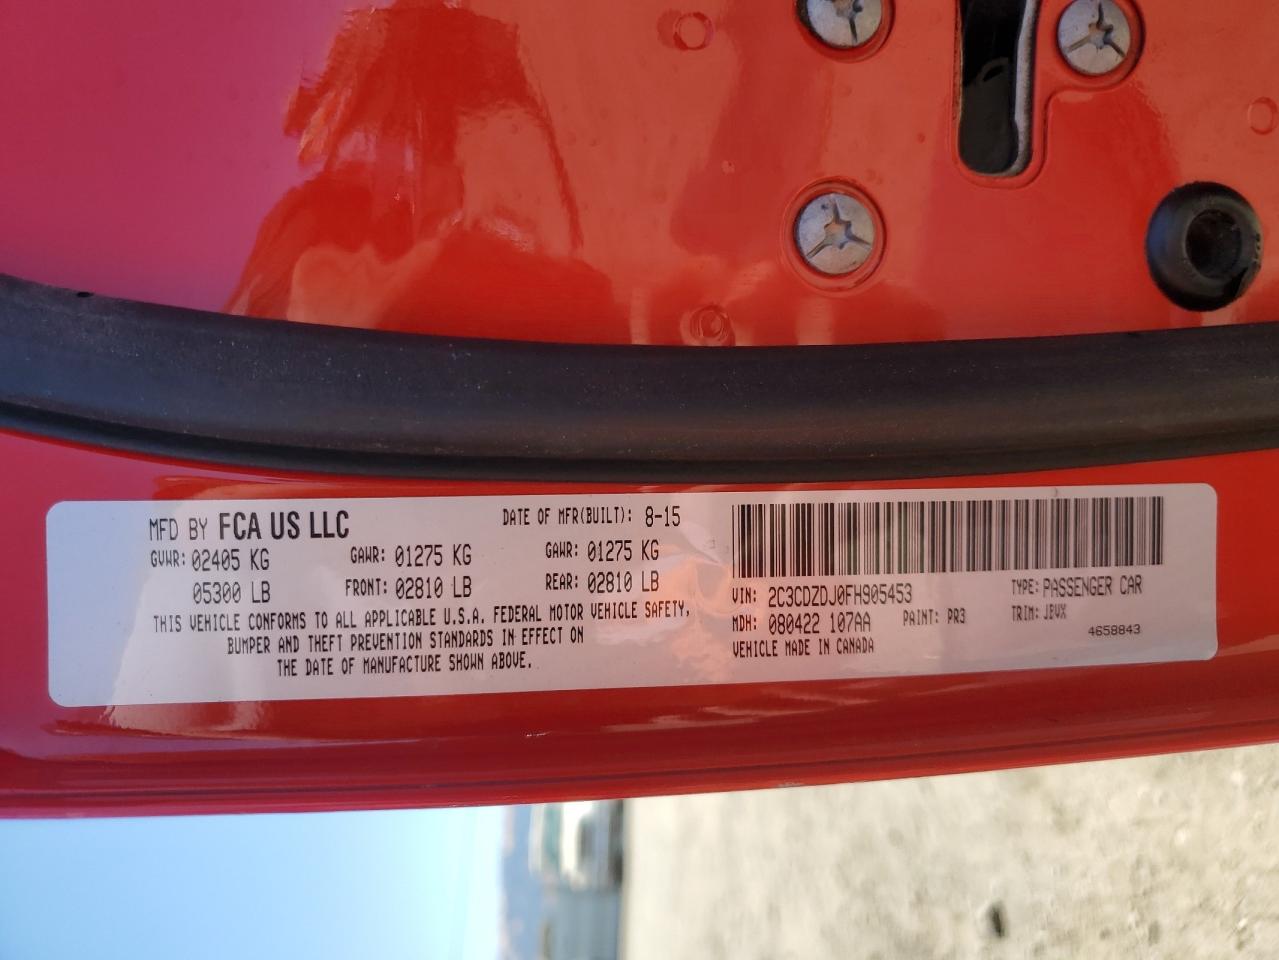 MFD BY FCA US LLC DATE OF MFR(BUILT): 8-15
GVWR: 02405 KG GAWR: 01275 KG GAWR: 01275 KG
05300 LB FRONT: 02810 LB REAR: 02810 LB
THIS VEHICLE CONFORMS TO ALL APPLICABLE U.S.A. FEDERAL MOTOR VEHICLE SAFETY,
BUMPER AND THEFT PREVENTION STANDARDS IN EFFECT ON
THE DATE OF MANUFACTURE SHOWN ABOVE.
VIN: 2C3CDZDJ0FH905453 TYPE: PASSENGER CAR
MDH: 080422 107AA PAINT: PR3 TRIM: JBVX
VEHICLE MADE IN CANADA 4658843